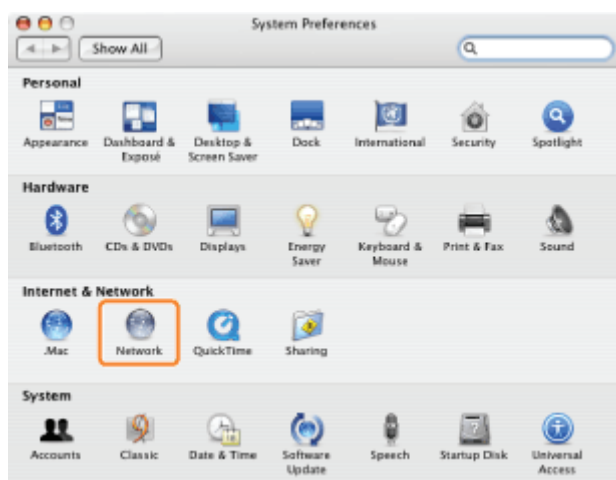 System Preferences
Show All
Personal
Appearance
Dashboard &
Exposé
Desktop &
Screen Saver
Dock
International
Security
Spotlight
Hardware
Bluetooth
CDs & DVDs
Displays
Energy
Saver
Keyboard &
Mouse
Print & Fax
Sound
Internet & Network
.Mac
Network
QuickTime
Sharing
System
Accounts
Classic
Date & Time
Software
Update
Speech
Startup Disk
Universal
Access